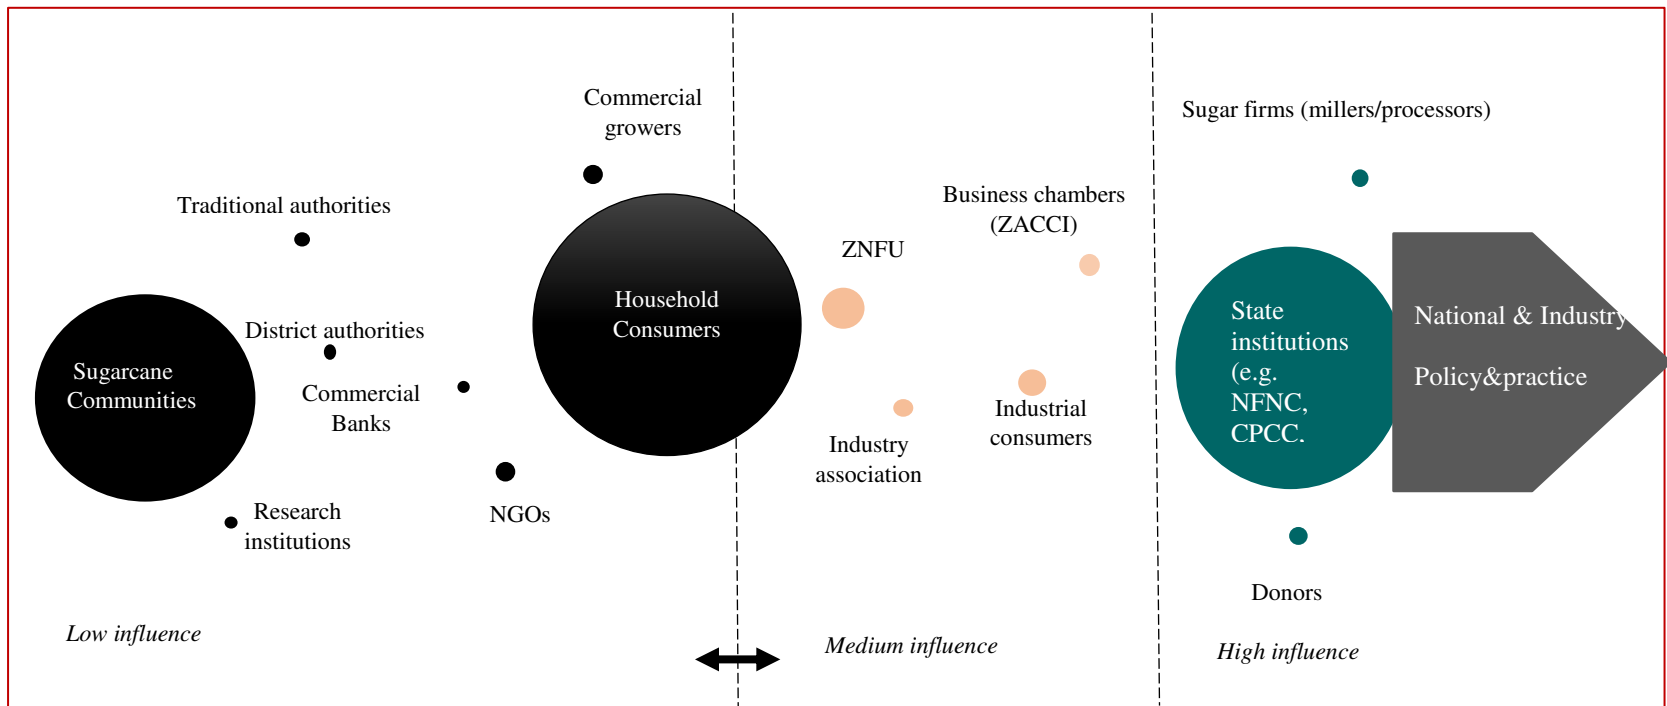 Commercial
growers
Sugar firms (millers/processors)
Traditional authorities
Business chambers
(ZACCI)
ZNFU
Household
Consumers
District authorities
Sugarcane
Communities
Commercial
Banks
State
institutions
(e.g.
NFNC,
CPCC,
National & Industry
Policy&practice
Industrial
consumers
Industry
association
NGOs
Research
institutions
Donors
Low influence
Medium influence
High influence